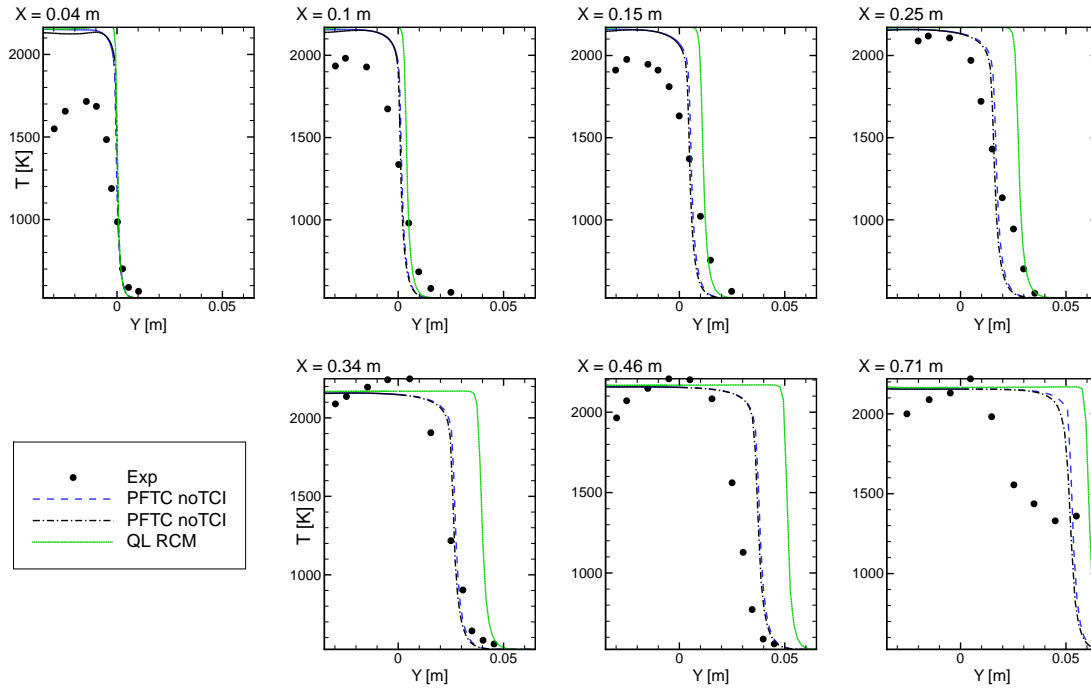 X = 0.04 m
X = 0.1 m
X = 0.15 m
X = 0.25 m
T [K]
2000
1500
1000
0
0.05
Y [m]
2000
1500
1000
0
0.05
Y [m]
2000
1500
1000
0
0.05
Y [m]
2000
1500
1000
0
0.05
Y [m]
X = 0.34 m
X = 0.46 m
X = 0.71 m
T [K]
2000
1500
1000
0
0.05
Y [m]
2000
1500
1000
0
0.05
Y [m]
2000
1500
1000
0
0.05
Y [m]
Exp
PFTC noTCI
PFTC noTCI
QL RCM